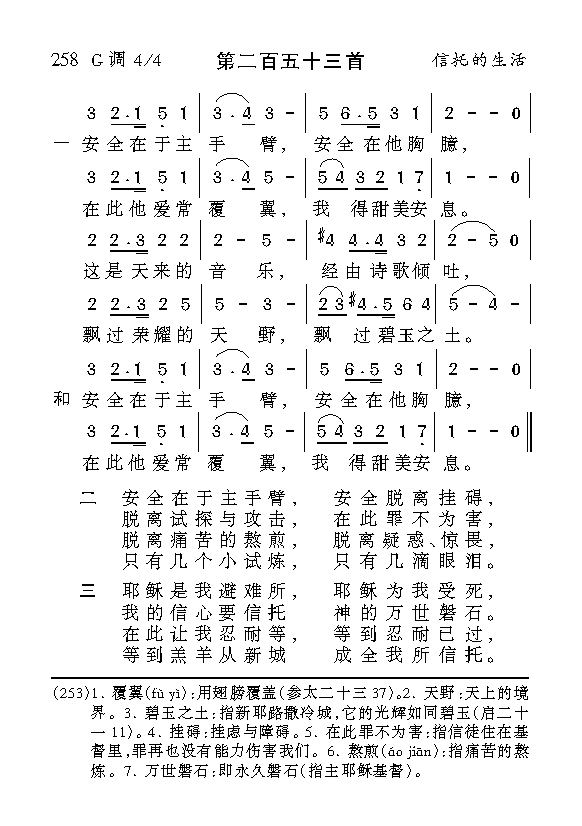 258 G调 4/4 第二百五十三首 信托的生活
3 2·1 5 1 | 3·4 3 - | 5 6·5 3 1 | 2 - - 0
一 安全在于主手臂，安全在他胸臆，
3 2·1 5 1 | 3·4 5 - | 5 4 3 2 1 7 | 1 - - 0
在此他爱常覆翼，我得甜美安息。
2 2·3 2 2 | 2 - 5 - | #4 4·4 3 2 | 2 - 5 0
这是天来的音乐，经由诗歌倾吐，
2 2·3 2 5 | 5 - 3 - | 2 3 #4·5 6 4 | 5 - 4 -
飘过荣耀的天野，飘过碧玉之土。
3 2·1 5 1 | 3·4 3 - | 5 6·5 3 1 | 2 - - 0
和 安全在于主手臂，安全在他胸臆，
3 2·1 5 1 | 3·4 5 - | 5 4 3 2 1 7 | 1 - - 0
在此他爱常覆翼，我得甜美安息。
二 安全在于主手臂，安全脱离挂碍，
脱离试探与攻击，在此罪不为害，
脱离痛苦的熬煎，脱离疑惑、惊畏，
只有几个小试炼，只有几滴眼泪。
三 耶稣是我避难所，耶稣为我受死，
我的信心要信托 神的万世磐石。
在此让我忍耐等，等到忍耐已过，
等到羔羊从新城 成全我所信托。
(253)1. 覆翼(fù yì)：用翅膀覆盖(参太二十三37)。2. 天野：天上的境
界。3. 碧玉之土：指新耶路撒冷城，它的光辉如同碧玉(启二十
一11)。4. 挂碍：挂虑与障碍。5. 在此罪不为害：指信徒住在基
督里，罪再也没有能力伤害我们。6. 熬煎(áo jiān)：指痛苦的熬
炼。7. 万世磐石：即永久磐石(指主耶稣基督)。